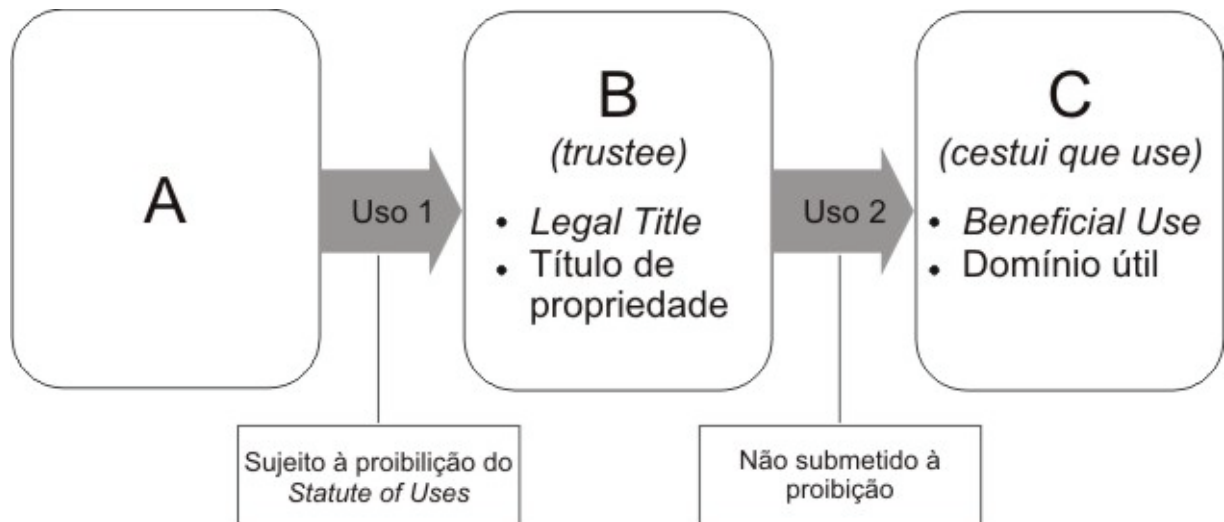 A
Uso 1
B
(trustee)
• Legal Title
• Título de
propriedade
Uso 2
C
(cestui que use)
• Beneficial Use
• Domínio útil
Sujeito à proibilição do
Statute of Uses
Não submetido à
proibição